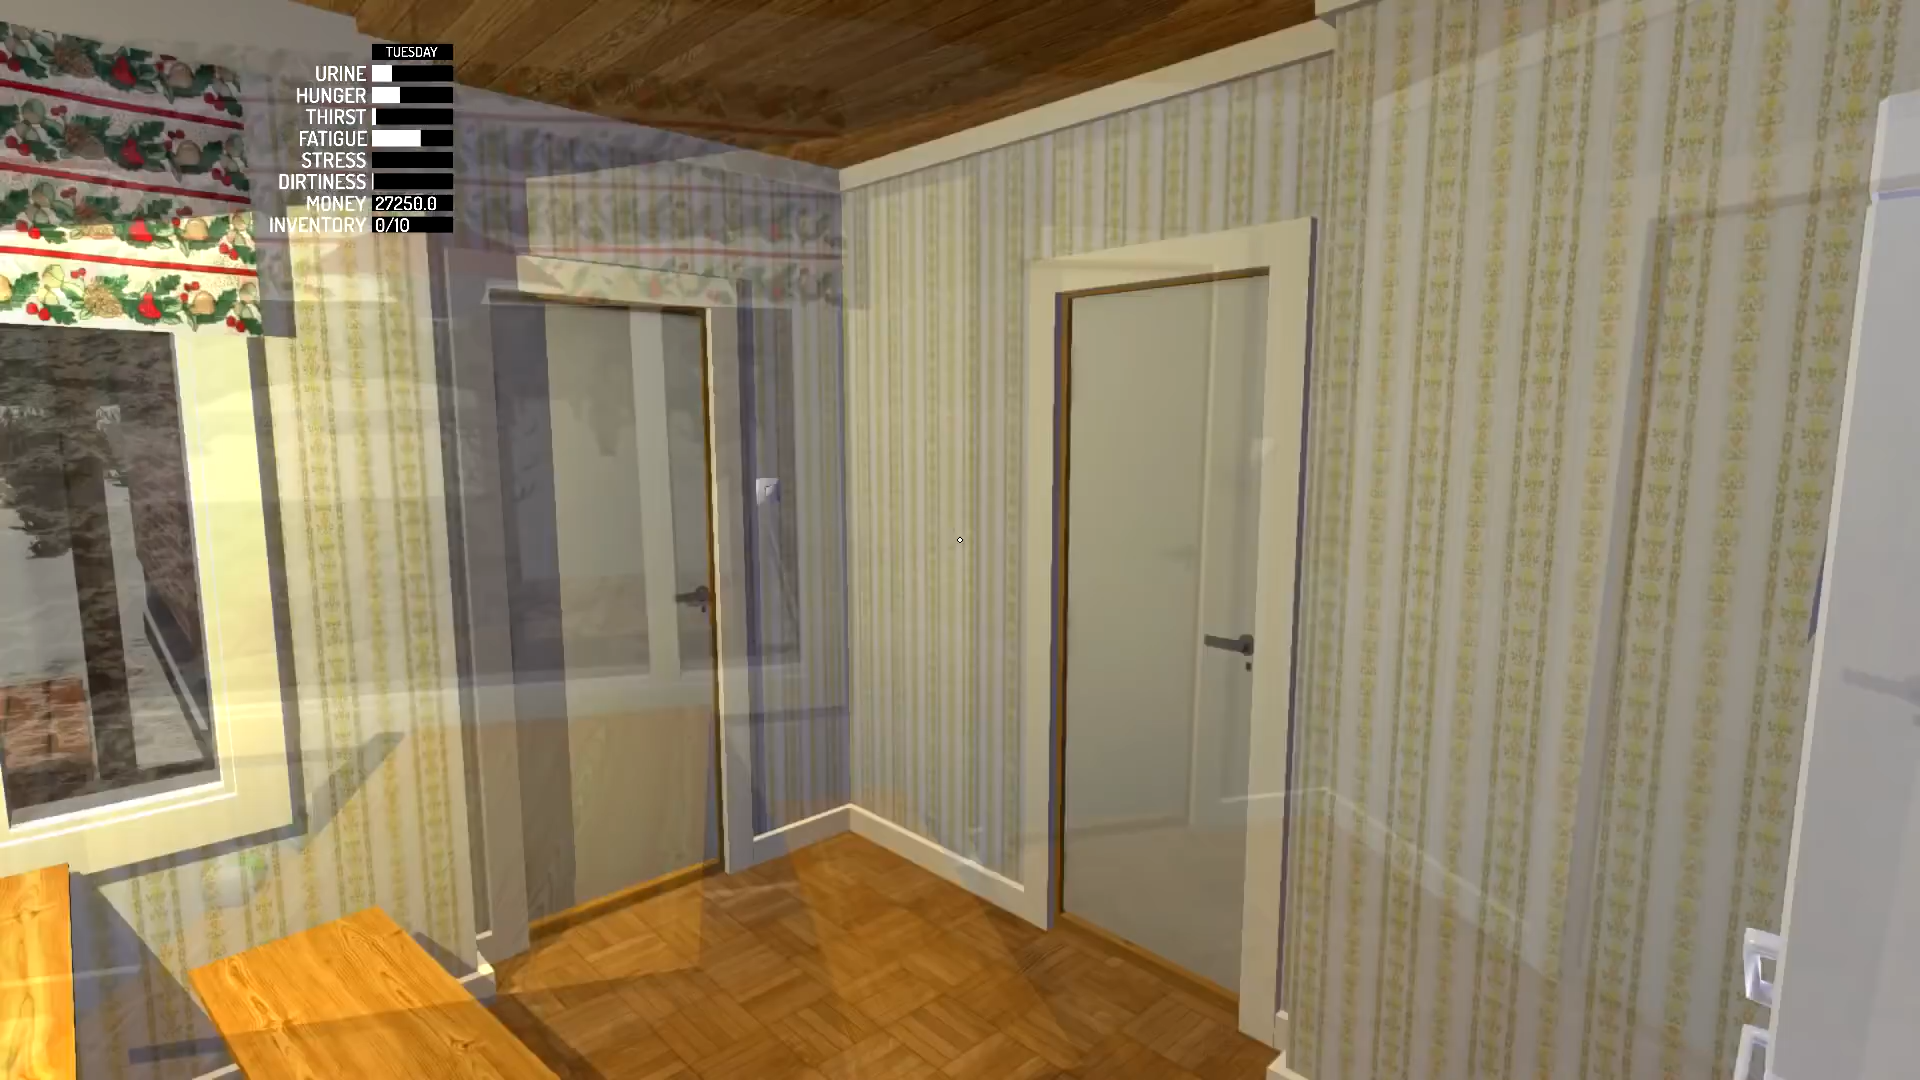 TUESDAY
URINE
HUNGER
THIRST
FATIGUE
STRESS
DIRTINESS
MONEY 27250.0
INVENTORY 0/10